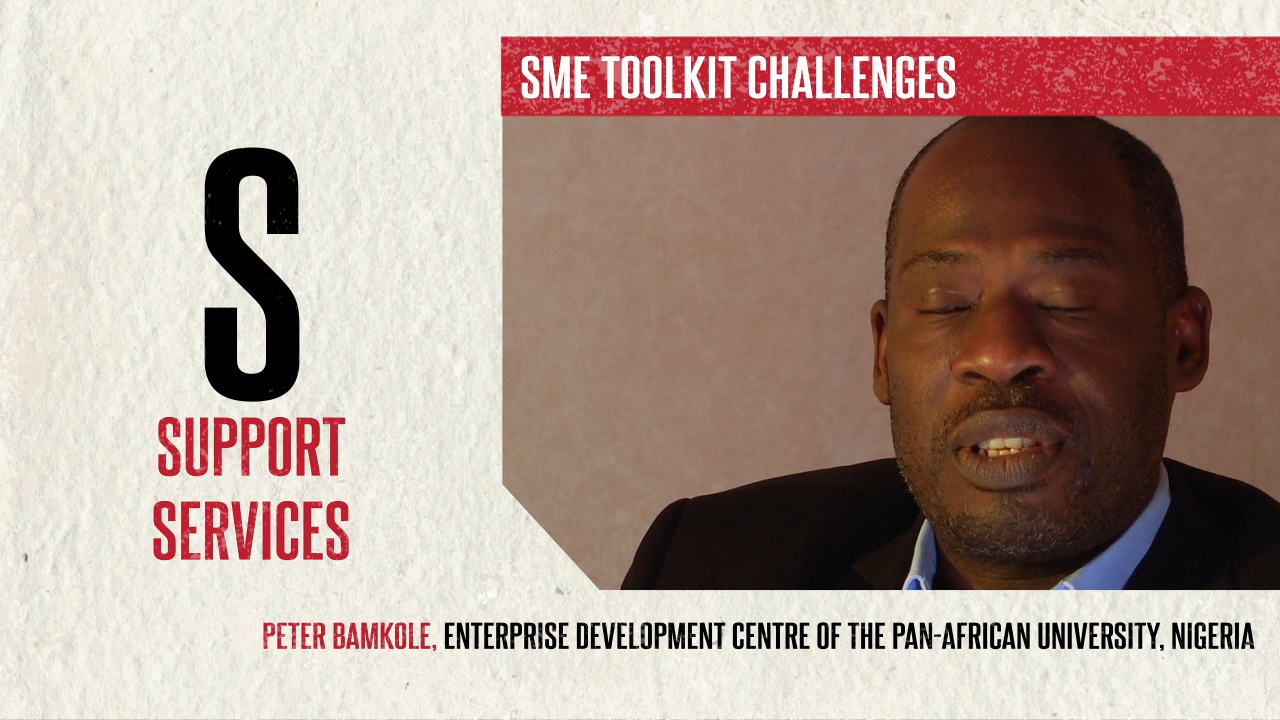 SME TOOLKIT CHALLENGES
S
SUPPORT
SERVICES
PETER BAMKOLE, ENTERPRISE DEVELOPMENT CENTRE OF THE PAN-AFRICAN UNIVERSITY, NIGERIA